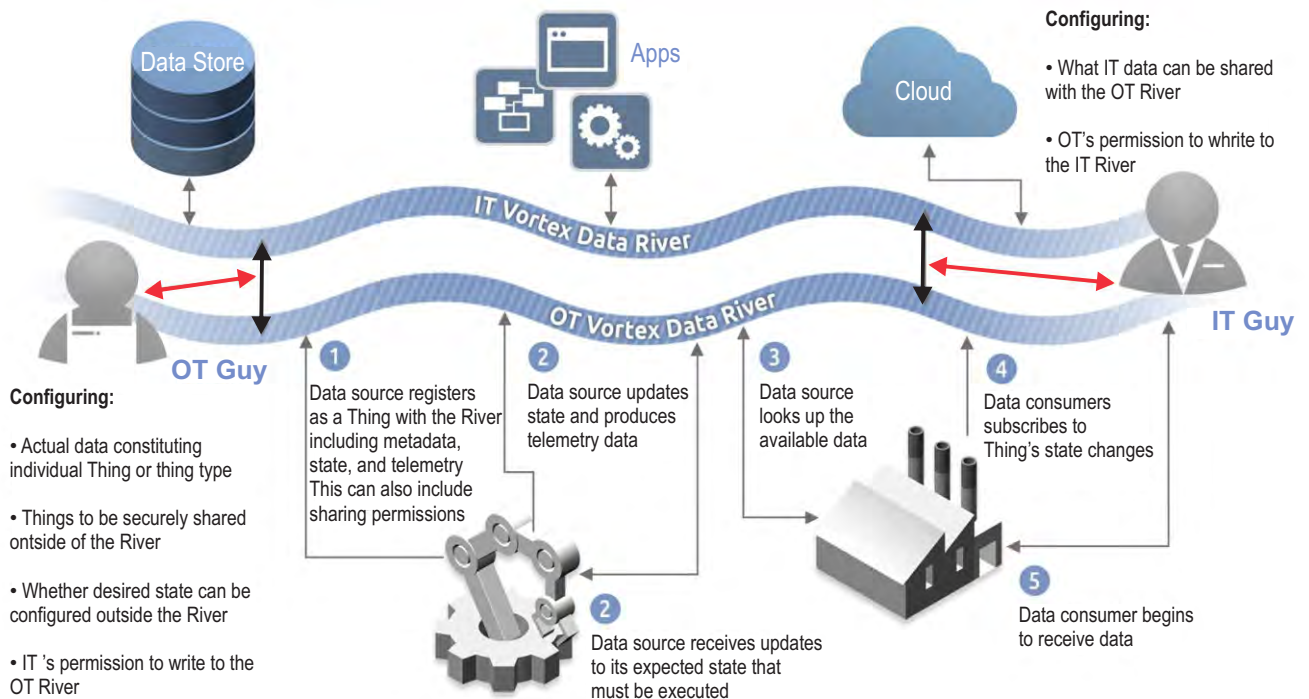 Data Store
Apps
Cloud
Configuring:
• What IT data can be shared
with the OT River
• OT's permission to whrite to
the IT River
IT Vortex Data River
OT Vortex Data River
OT Guy
IT Guy
Configuring:
• Actual data constituting
individual Thing or thing type
• Things to be securely shared
ontside of the River
• Whether desired state can be
configured outside the River
• IT 's permission to write to the
OT River
1
Data source registers
as a Thing with the River
including metadata,
state, and telemetry
This can also include
sharing permissions
2
Data source updates
state and produces
telemetry data
2
Data source receives updates
to its expected state that
must be executed
3
Data source
looks up the
available data
4
Data consumers
subscribes to
Thing's state changes
5
Data consumer begins
to receive data